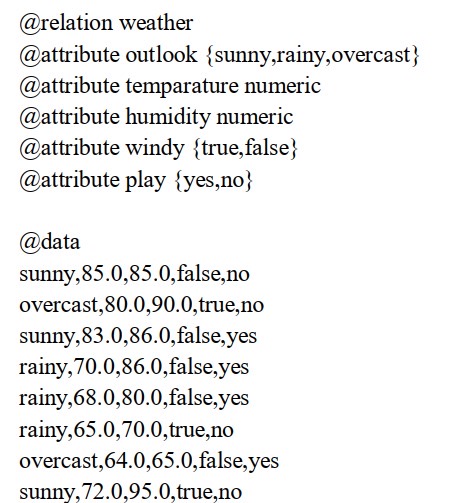 @relation weather
@attribute outlook {sunny,rainy,overcast}
@attribute temparature numeric
@attribute humidity numeric
@attribute windy {true,false}
@attribute play {yes,no}
@data
sunny,85.0,85.0,false,no
overcast,80.0,90.0,true,no
sunny,83.0,86.0,false,yes
rainy,70.0,86.0,false,yes
rainy,68.0,80.0,false,yes
rainy,65.0,70.0,true,no
overcast,64.0,65.0,false,yes
sunny,72.0,95.0,true,no